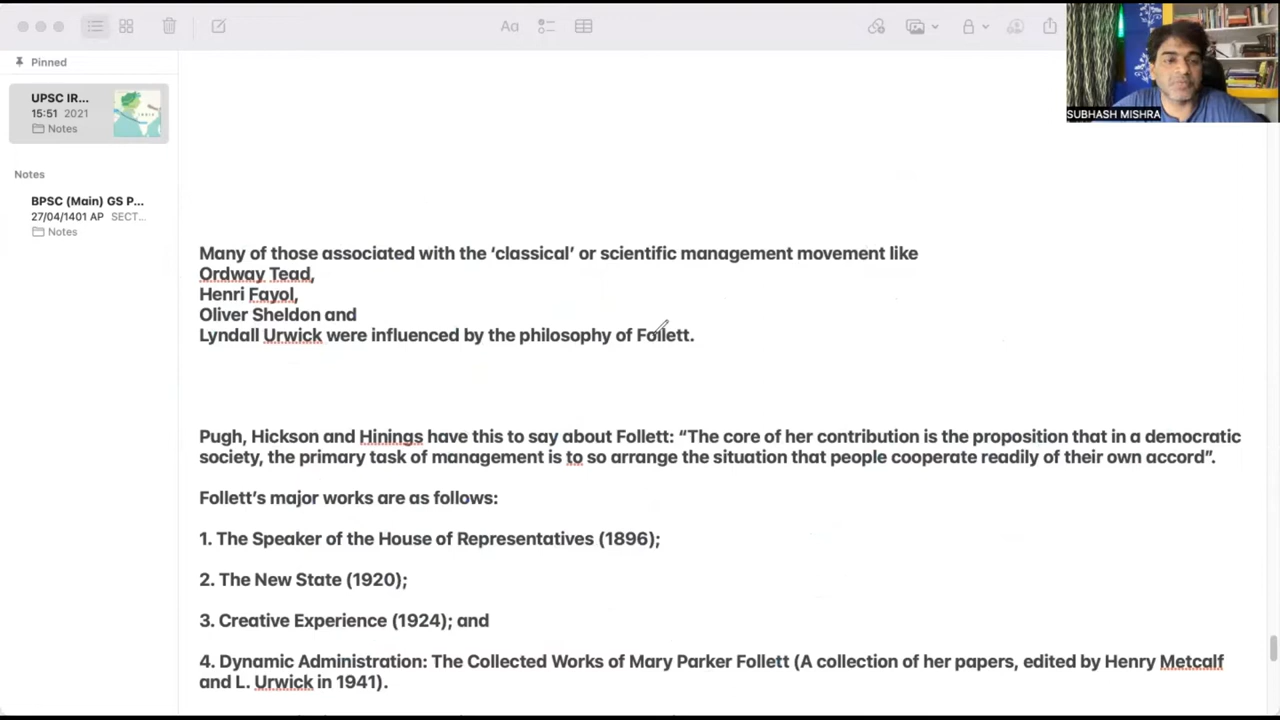 Pinned
UPSC IR...
15:51 2021
Notes
Notes
BPSC (Main) GS P...
27/04/1401 AP SECT...
Notes
Aa
SUBHASH MISHRA
Many of those associated with the ‘classical’ or scientific management movement like
Ordway Tead,
Henri Fayol,
Oliver Sheldon and
Lyndall Urwick were influenced by the philosophy of Follett.
Pugh, Hickson and Hinings have this to say about Follett: “The core of her contribution is the proposition that in a democratic
society, the primary task of management is to so arrange the situation that people cooperate readily of their own accord”.
Follett’s major works are as follows:
1. The Speaker of the House of Representatives (1896);
2. The New State (1920);
3. Creative Experience (1924); and
4. Dynamic Administration: The Collected Works of Mary Parker Follett (A collection of her papers, edited by Henry Metcalf
and L. Urwick in 1941).